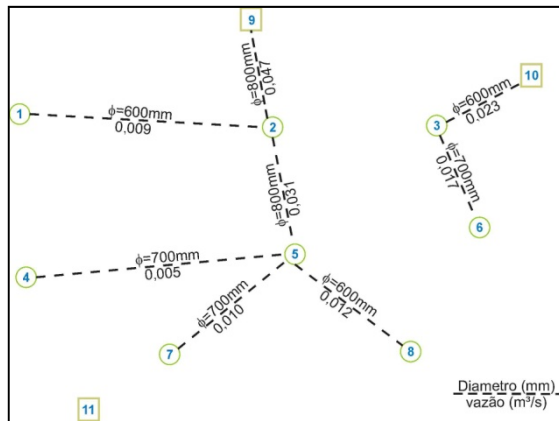 9
ϕ=800mm
0,047
10
ϕ=600mm
0,023
1
ϕ=600mm
0,009
2
3
ϕ=700mm
0,017
ϕ=800mm
0,031
6
5
ϕ=700mm
0,005
4
ϕ=700mm
0,010
ϕ=600mm
0,012
7
8
11
Diametro (mm)
vazão (m³/s)